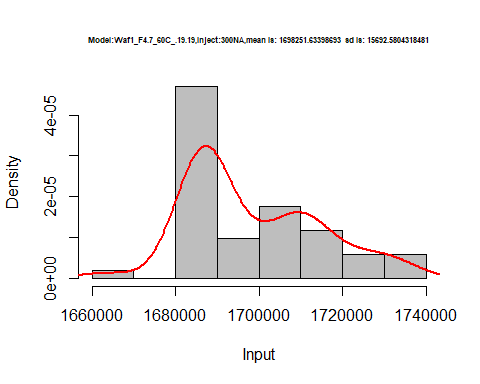 Model:Waf1_F4.7_60C_.19.19,Inject:300NA,mean is: 1698251.63398693 sd is: 15692.5804318481
4e-05
2e-05
0e+00
Density
1660000 1680000 1700000 1720000 1740000
Input